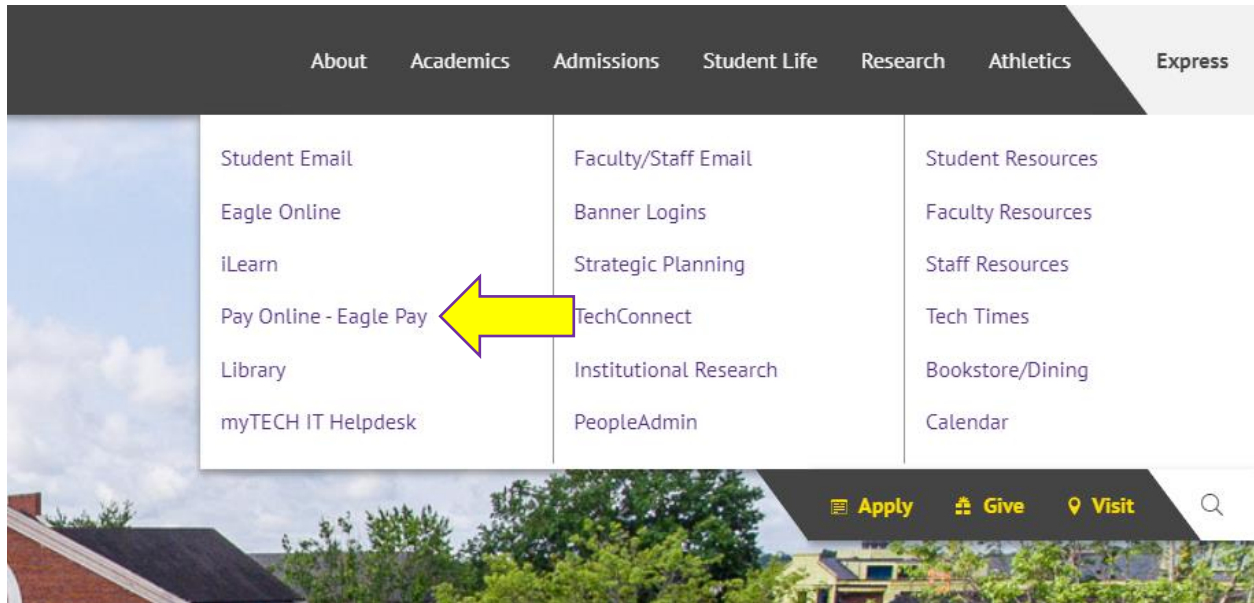 About Academics Admissions Student Life Research Athletics Express
Student Email
Eagle Online
iLearn
Pay Online - Eagle Pay
Library
myTECH IT Helpdesk
Faculty/Staff Email
Banner Logins
Strategic Planning
TechConnect
Institutional Research
PeopleAdmin
Student Resources
Faculty Resources
Staff Resources
Tech Times
Bookstore/Dining
Calendar
Apply Give Visit